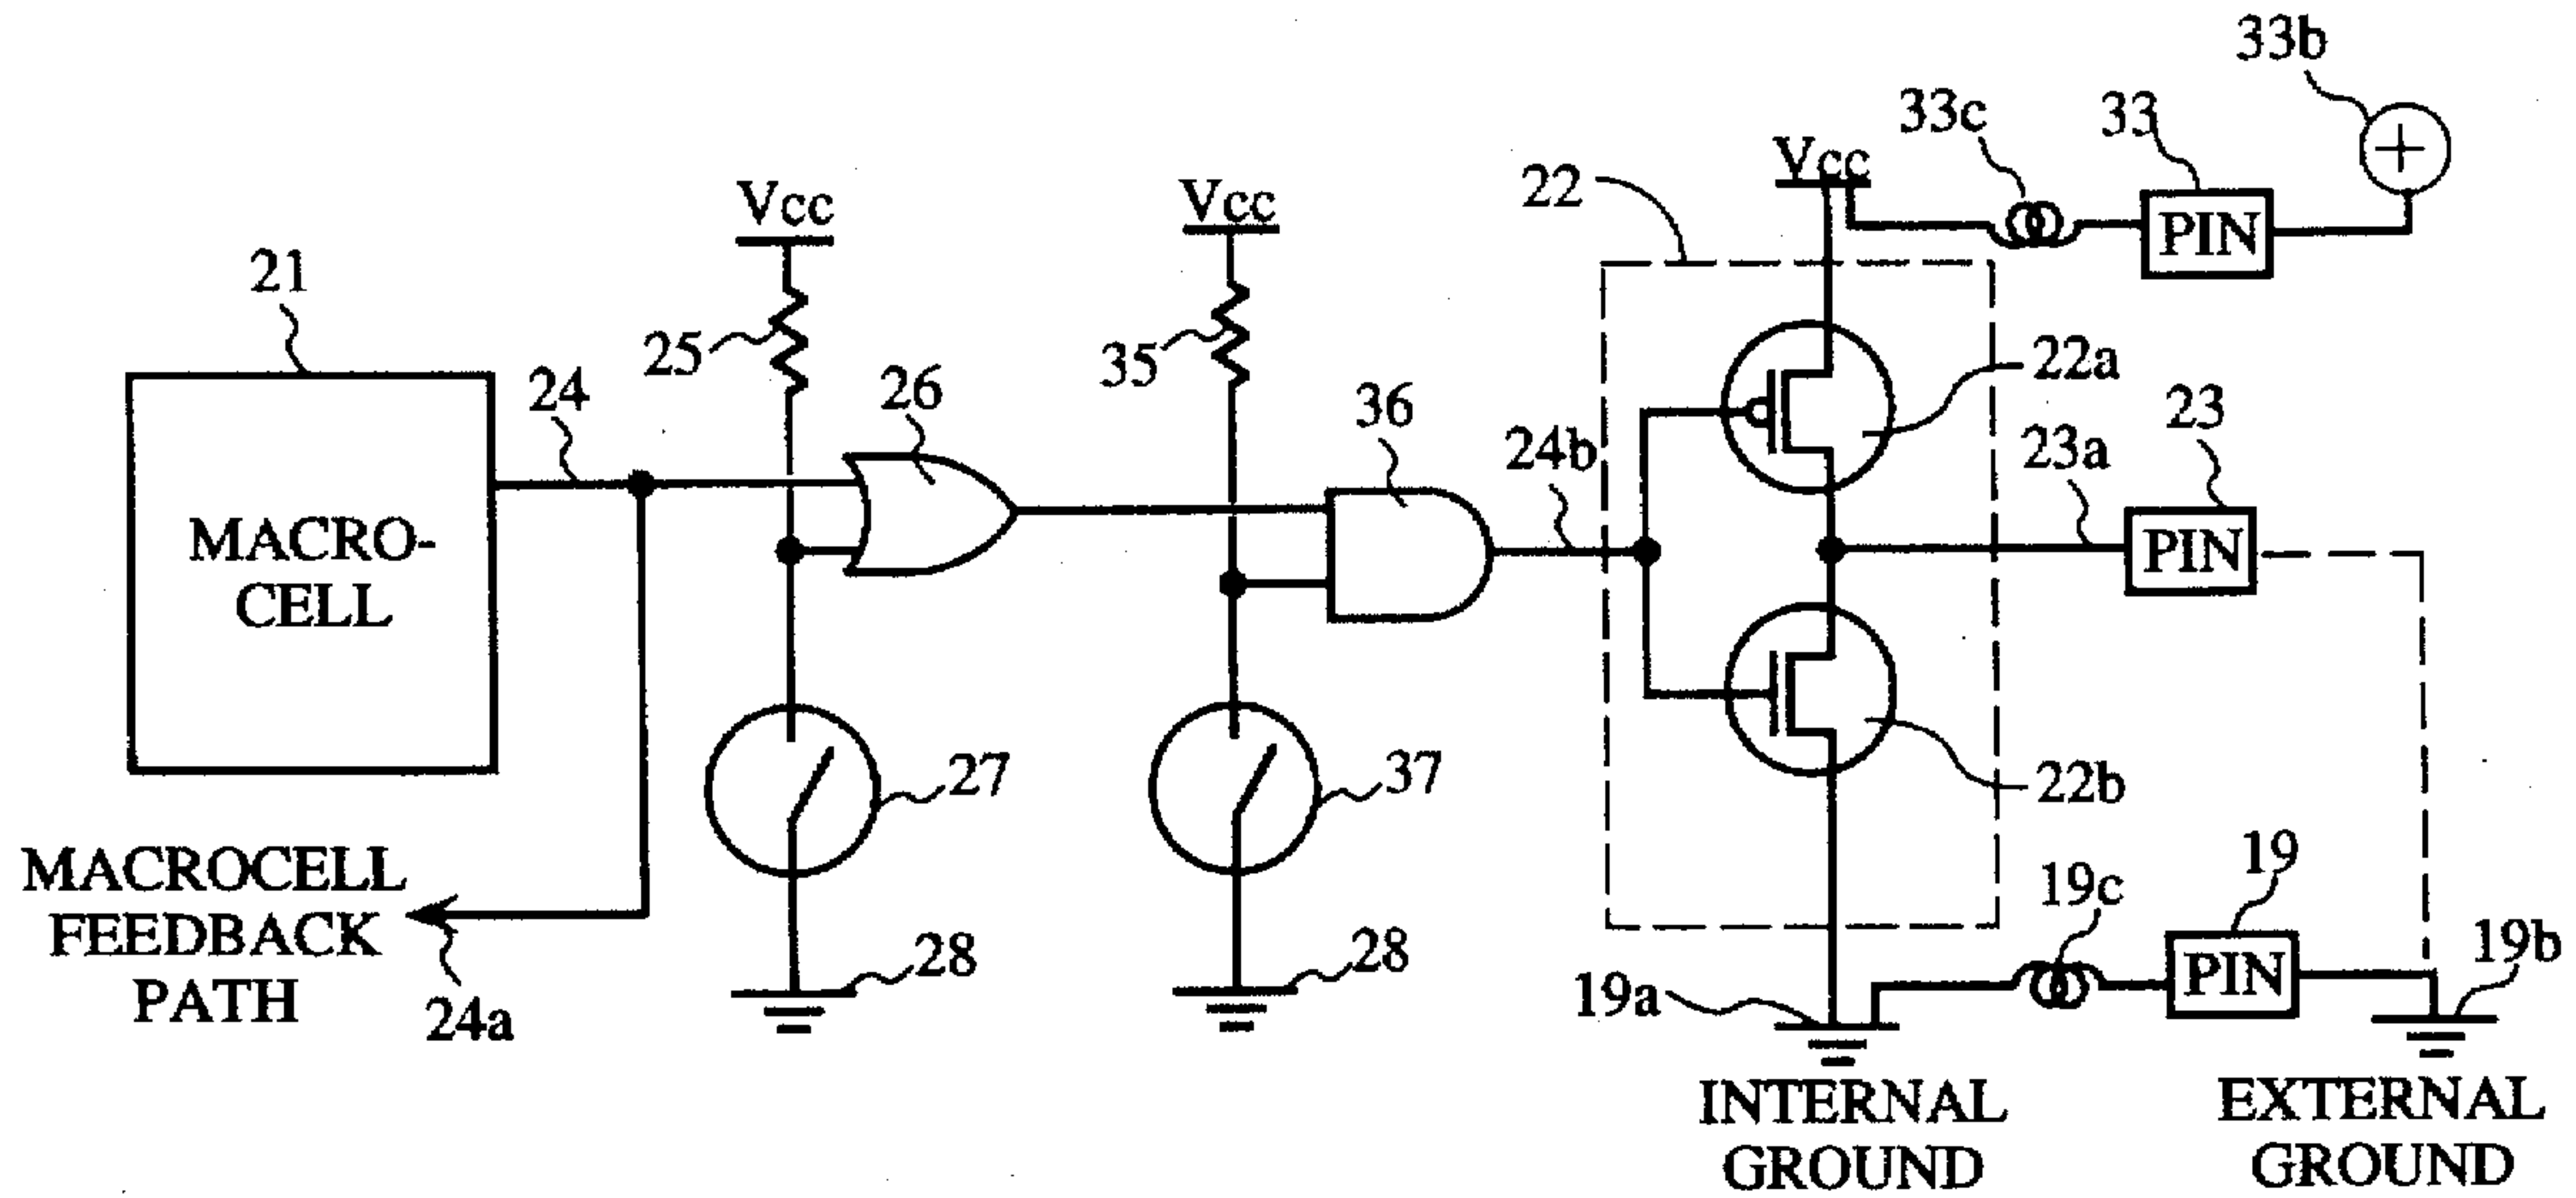 33b
33c
33
Vcc
Vcc
Vcc
22
21
25
35
22a
24
26
36
23
24b
23a
PIN
PIN
MACRO-
CELL
27
37
22b
MACROCELL
FEEDBACK
PATH
24a
28
28
19c
19
19b
19a
PIN
INTERNAL
GROUND
EXTERNAL
GROUND